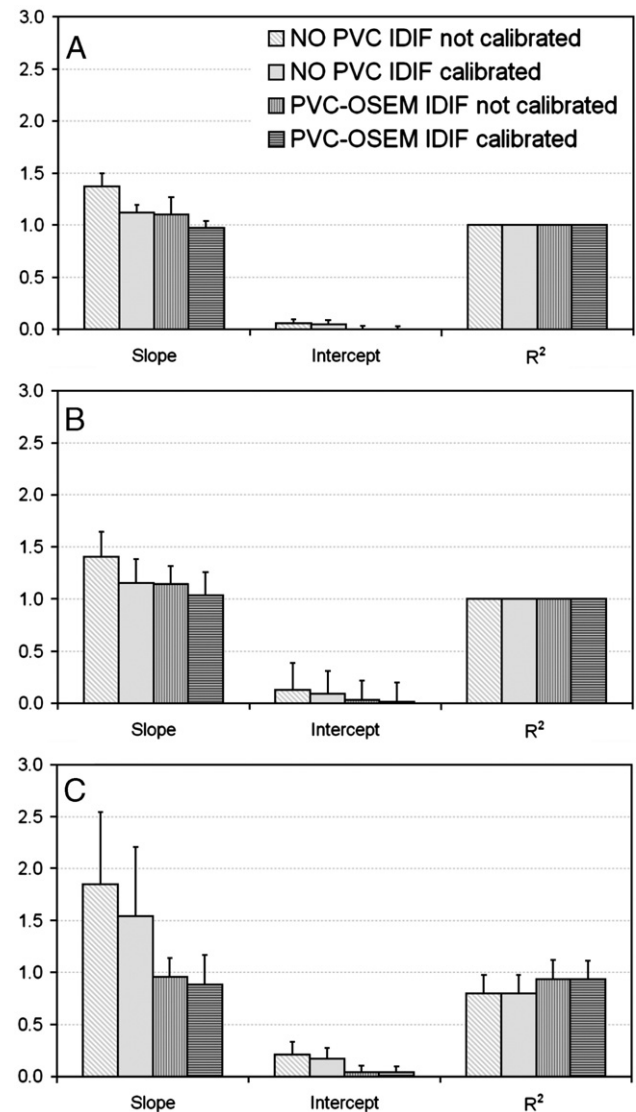 3.0
A
NO PVC IDIF not calibrated
2.5
NO PVC IDIF calibrated
PVC-OSEM IDIF not calibrated
2.0
PVC-OSEM IDIF calibrated
1.5
1.0
0.5
0.0
Slope Intercept R²
3.0
B
2.5
2.0
1.5
1.0
0.5
0.0
Slope Intercept R²
3.0
C
2.5
2.0
1.5
1.0
0.5
0.0
Slope Intercept R²